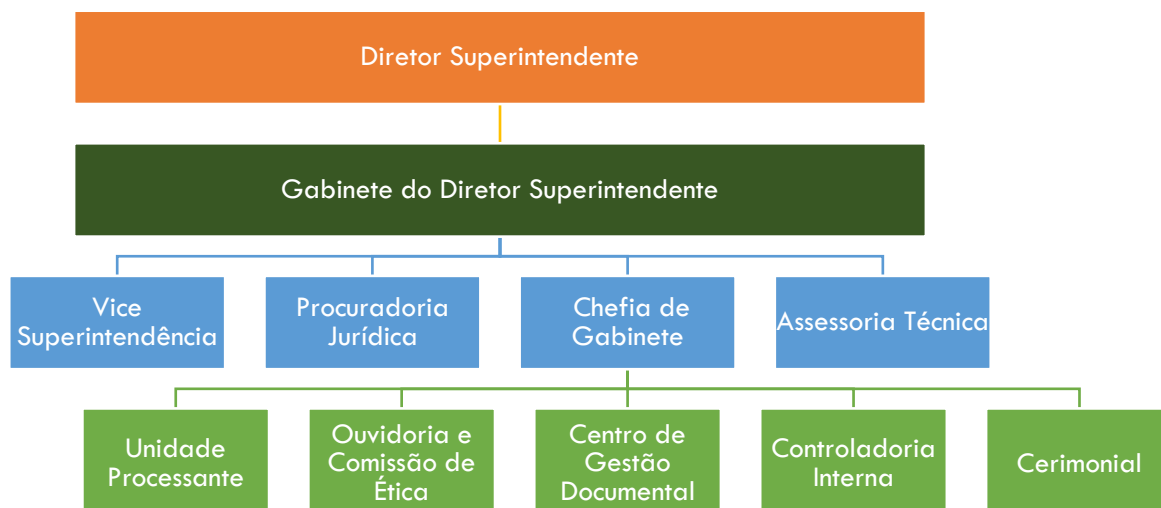 Diretor Superintendente
Gabinete do Diretor Superintendente
Vice
Superintendência
Procuradoria
Jurídica
Chefia de
Gabinete
Assessoria Técnica
Unidade
Processante
Ouvidoria e
Comissão de
Ética
Centro de
Gestão
Documental
Controladoria
Interna
Cerimonial